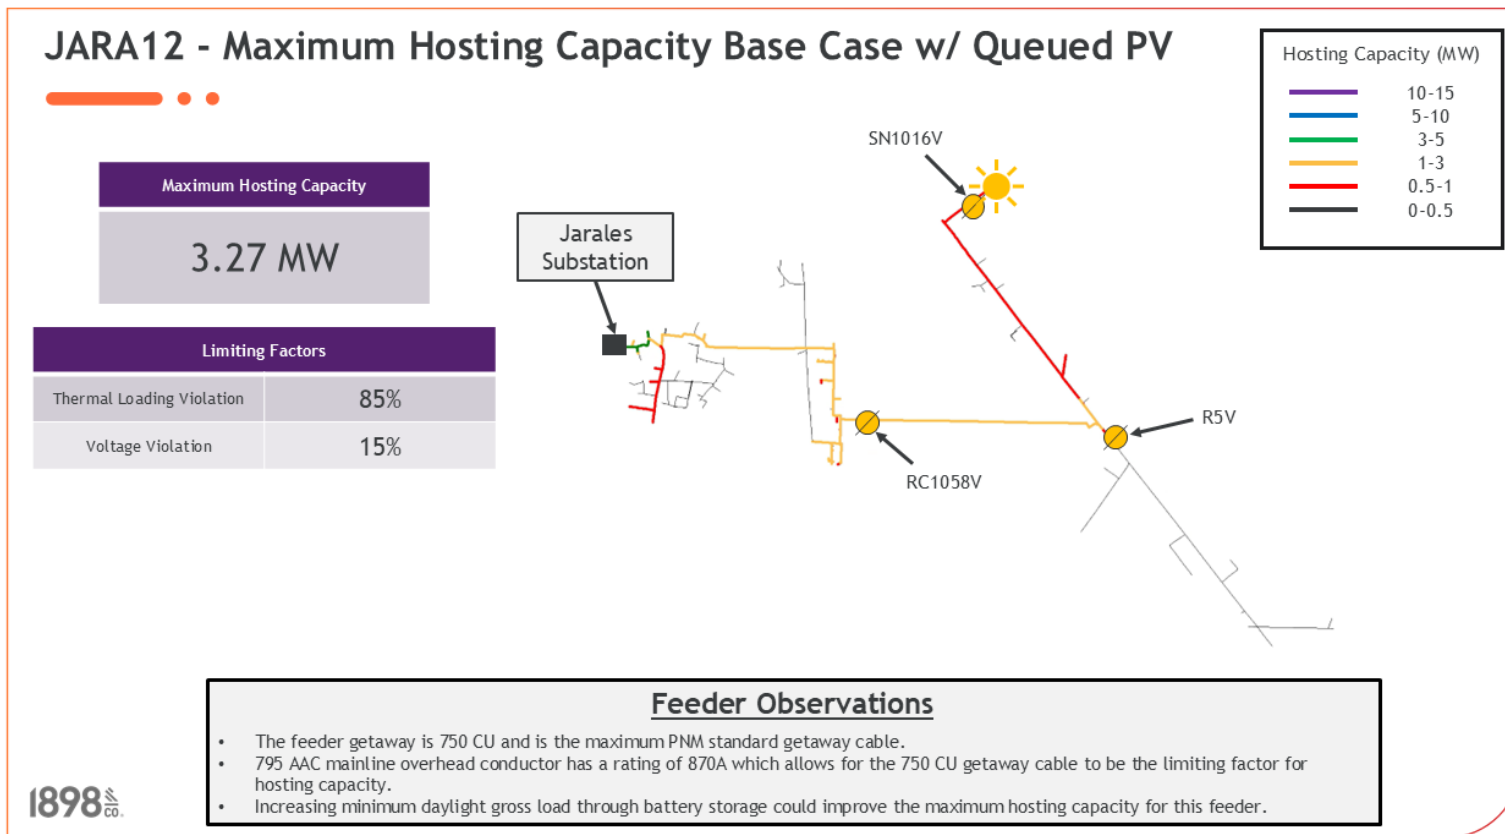 JARA12 - Maximum Hosting Capacity Base Case w/ Queued PV
Hosting Capacity (MW)
10-15
5-10
3-5
1-3
0.5-1
0-0.5
Maximum Hosting Capacity
3.27 MW
Limiting Factors
Thermal Loading Violation 85%
Voltage Violation 15%
SN1016V
Jarales
Substation
R5V
RC1058V
Feeder Observations
• The feeder getaway is 750 CU and is the maximum PNM standard getaway cable.
• 795 AAC mainline overhead conductor has a rating of 870A which allows for the 750 CU getaway cable to be the limiting factor for
hosting capacity.
• Increasing minimum daylight gross load through battery storage could improve the maximum hosting capacity for this feeder.
1898 & CO.